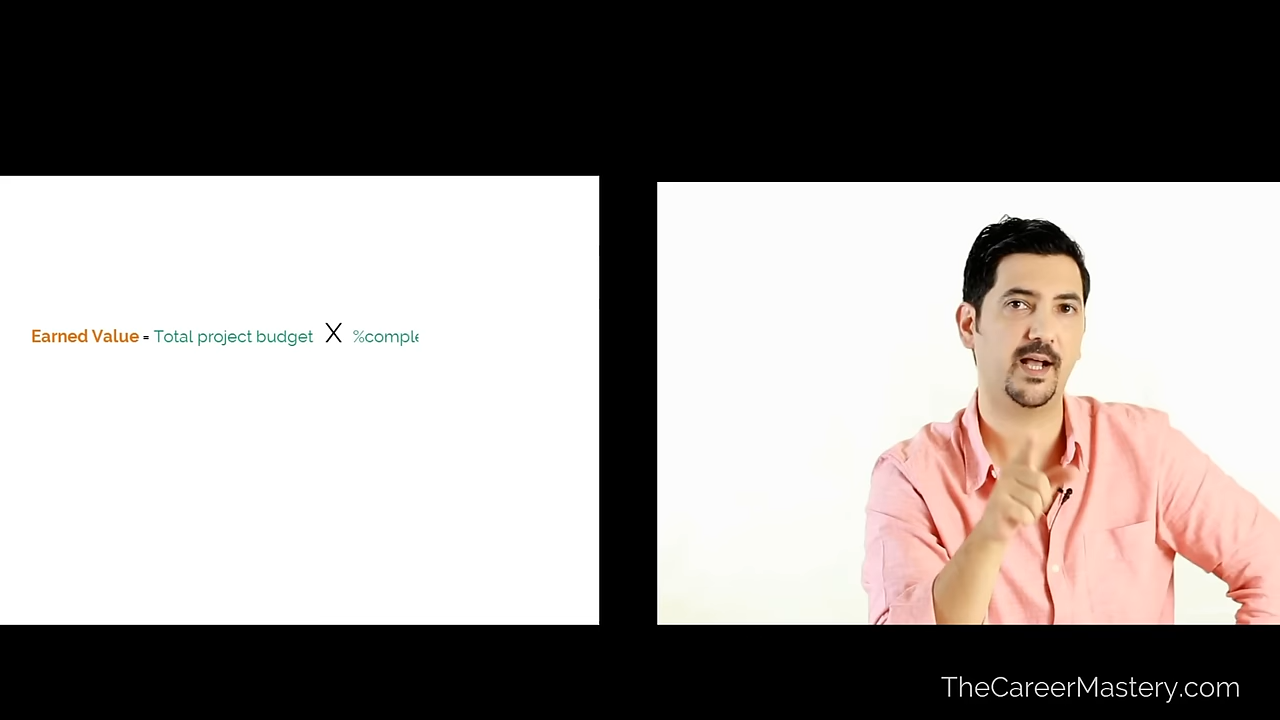 Earned Value = Total project budget X %comple
TheCareerMastery.com